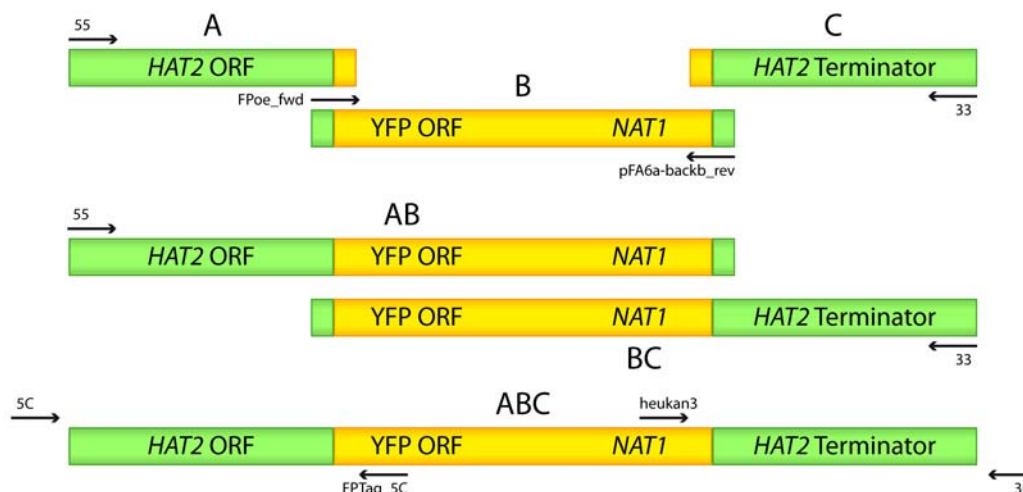 A
C
55
HAT2 ORF
HAT2 Terminator
FPoe_fwd
B
33
YFP ORF NAT1
pFA6a-backb_rev
55
AB
HAT2 ORF YFP ORF NAT1
YFP ORF NAT1 HAT2 Terminator
BC
33
5C
ABC
heukan3
HAT2 ORF YFP ORF NAT1 HAT2 Terminator
FPTag_5C